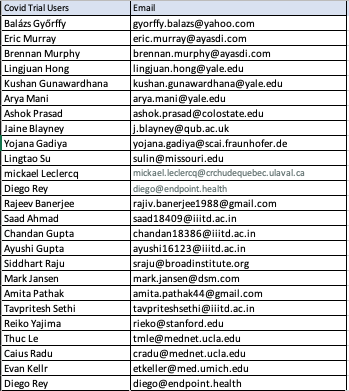 Covid Trial Users Email
Balázs Győrffy gyorffy.balazs@yahoo.com
Eric Murray eric.murray@ayasdi.com
Brennan Murphy brennan.murphy@ayasdi.com
Lingjuan Hong lingjuan.hong@yale.edu
Kushan Gunawardhana kushan.gunawardhana@yale.edu
Arya Mani arya.mani@yale.edu
Ashok Prasad ashok.prasad@colostate.edu
Jaine Blayney j.blayney@qub.ac.uk
Yojana Gadiya yojana.gadiya@scai.fraunhofer.de
Lingtao Su sulin@missouri.edu
mickael Leclercq mickael.leclercq@crchudequebec.ulaval.ca
Diego Rey diego@endpoint.health
Rajeev Banerjee rajiv.banerjee1988@gmail.com
Saad Ahmad saad18409@iiitd.ac.in
Chandan Gupta chandan18386@iiitd.ac.in
Ayushi Gupta ayushi16123@iiitd.ac.in
Siddhart Raju sraju@broadinstitute.org
Mark Jansen mark.jansen@dsm.com
Amita Pathak amita.pathak44@gmail.com
Tavpritesh Sethi tavpriteshsethi@iiitd.ac.in
Reiko Yajima rieko@stanford.edu
Thuc Le tmle@mednet.ucla.edu
Caius Radu cradu@mednet.ucla.edu
Evan Kellr etkeller@med.umich.edu
Diego Rey diego@endpoint.health